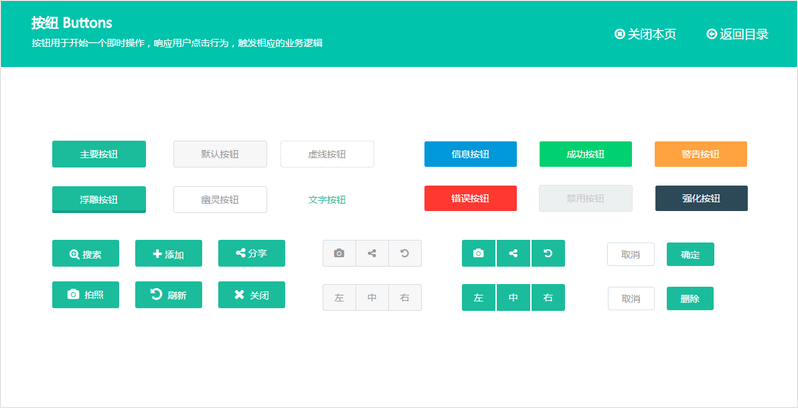 按纽 Buttons
按钮用于开始一个即时操作，响应用户点击行为，触发相应的业务逻辑
关闭本页 返回目录
主要按钮 默认按钮 虚线按钮 信息按钮 成功按钮 警告按钮
浮雕按钮 幽灵按钮 文字按钮 错误按钮 禁用按钮 强化按钮
搜索 添加 分享 取消 确定
拍照 刷新 关闭 左 中 右 左 中 右 取消 删除